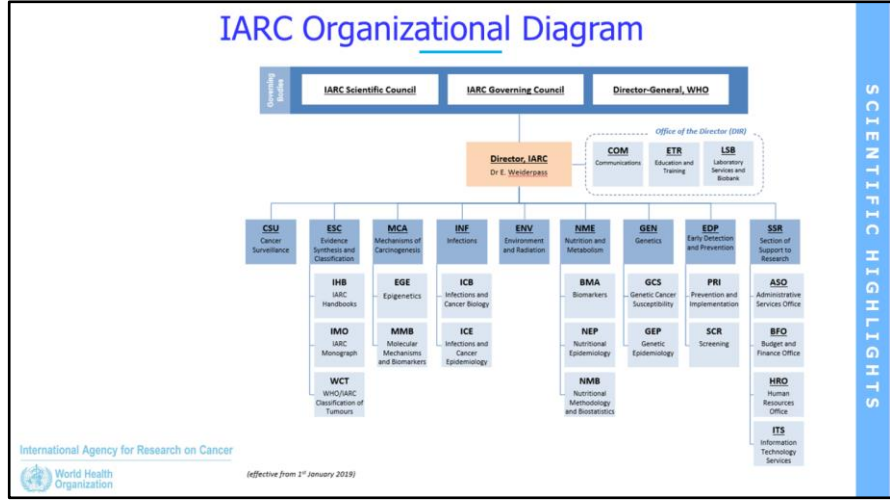 IARC Organizational Diagram
Governing
Bodies
IARC Scientific Council
IARC Governing Council
Director-General, WHO
Office of the Director (DIR)
Director, IARC
Dr E. Weiderpass
COM
Communications
ETR
Education and
Training
LSB
Laboratory
Services and
Biobank
CSU
Cancer
Surveillance
ESC
Evidence
Synthesis and
Classification
MCA
Mechanisms of
Carcinogenesis
INF
Infections
ENV
Environment
and Radiation
NME
Nutrition and
Metabolism
GEN
Genetics
EDP
Early Detection
and Prevention
SSR
Section of
Support to
Research
IHB
IARC
Handbooks
EGE
Epigenetics
ICB
Infections and
Cancer Biology
BMA
Biomarkers
GCS
Genetic Cancer
Susceptibility
PRI
Prevention and
Implementation
ASO
Administrative
Services Office
IMO
IARC
Monograph
MMB
Molecular
Mechanisms
and Biomarkers
ICE
Infections and
Cancer
Epidemiology
NEP
Nutritional
Epidemiology
GEP
Genetic
Epidemiology
SCR
Screening
BFO
Budget and
Finance Office
WCT
WHO/IARC
Classification of
Tumours
NMB
Nutritional
Methodology
and Biostatistics
HRO
Human
Resources
Office
ITS
Information
Technology
Services
International Agency for Research on Cancer
World Health
Organization
(effective from 1st January 2019)
SCIENTIFIC HIGHLIGHTS